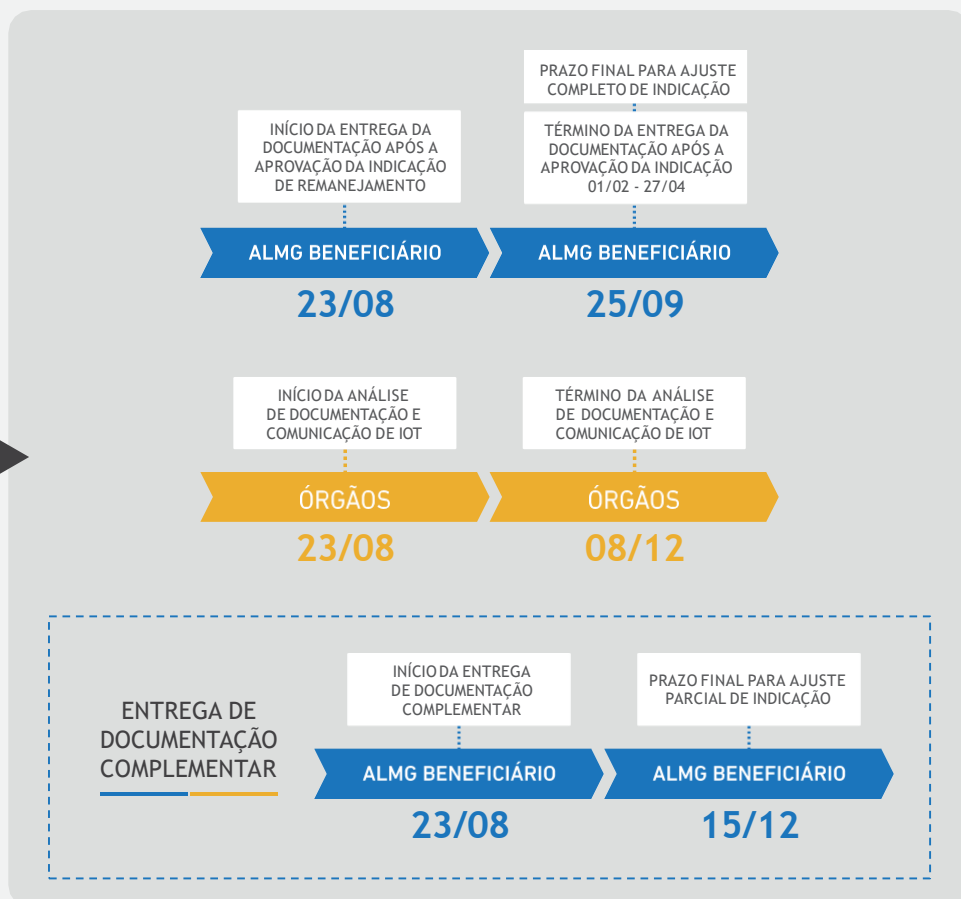 PRAZO FINAL PARA AJUSTE
COMPLETO DE INDICAÇÃO
INÍCIO DA ENTREGA DA
DOCUMENTAÇÃO APÓS A
APROVAÇÃO DA INDICAÇÃO
DE REMANEJAMENTO
TÉRMINO DA ENTREGA DA
DOCUMENTAÇÃO APÓS A
APROVAÇÃO DA INDICAÇÃO
01/02 - 27/04
ALMG BENEFICIÁRIO
ALMG BENEFICIÁRIO
23/08
25/09
INÍCIO DA ANÁLISE
DE DOCUMENTAÇÃO E
COMUNICAÇÃO DE IOT
TÉRMINO DA ANÁLISE
DE DOCUMENTAÇÃO E
COMUNICAÇÃO DE IOT
ÓRGÃOS
ÓRGÃOS
23/08
08/12
ENTREGA DE
DOCUMENTAÇÃO
COMPLEMENTAR
INÍCIO DA ENTREGA
DE DOCUMENTAÇÃO
COMPLEMENTAR
PRAZO FINAL PARA AJUSTE
PARCIAL DE INDICAÇÃO
ALMG BENEFICIÁRIO
ALMG BENEFICIÁRIO
23/08
15/12